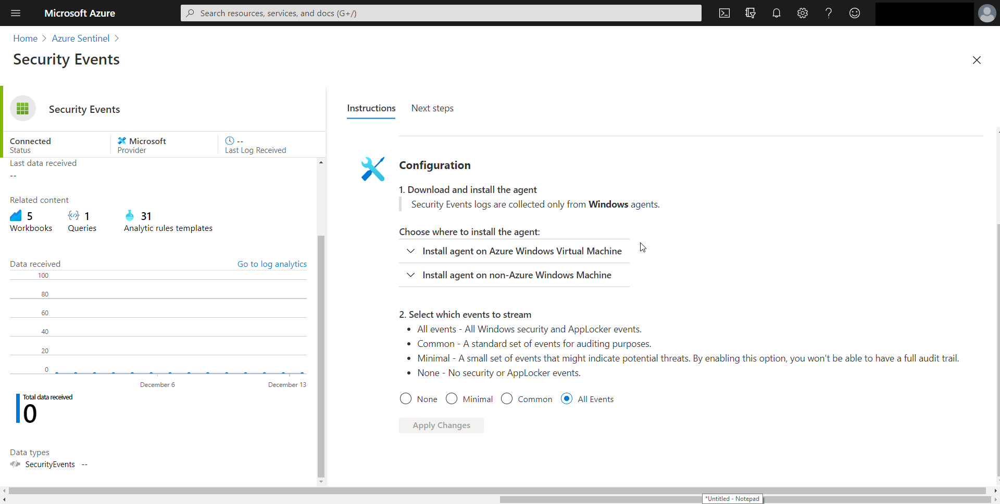 Microsoft Azure
Search resources, services, and docs (G+/)
Home > Azure Sentinel >
Security Events
Security Events
Connected
Status
Microsoft
Provider
--
Last Log Received
Last data received
--
Related content
5
Workbooks
1
Queries
31
Analytic rules templates
Data received
Go to log analytics
100
80
60
40
20
0
December 6
December 13
Total data received
0
Data types
SecurityEvents --
Instructions
Next steps
Configuration
1. Download and install the agent
Security Events logs are collected only from Windows agents.
Choose where to install the agent:
Install agent on Azure Windows Virtual Machine
Install agent on non-Azure Windows Machine
2. Select which events to stream
• All events - All Windows security and AppLocker events.
• Common - A standard set of events for auditing purposes.
• Minimal - A small set of events that might indicate potential threats. By enabling this option, you won't be able to have a full audit trail.
• None - No security or AppLocker events.
None
Minimal
Common
All Events
Apply Changes
*Untitled - Notepad